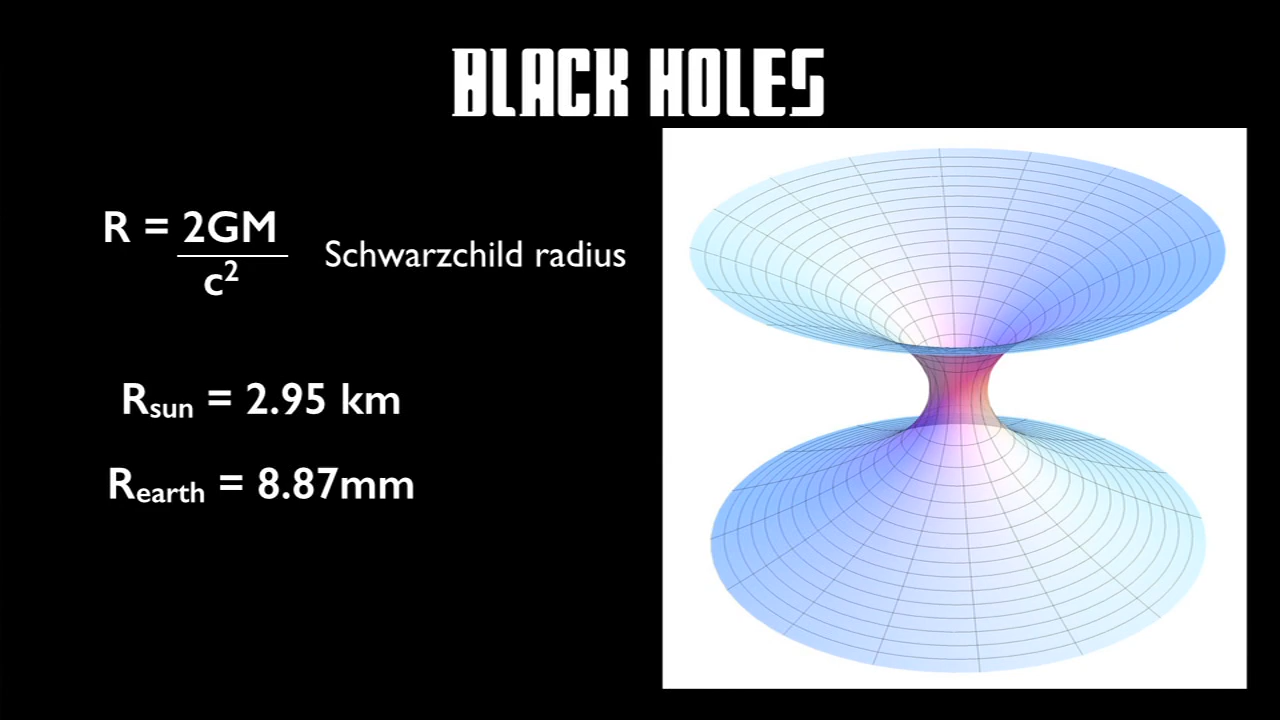 BLACK HOLES
R = 2GM
c²
Schwarzchild radius
Rsun = 2.95 km
Rearth = 8.87mm